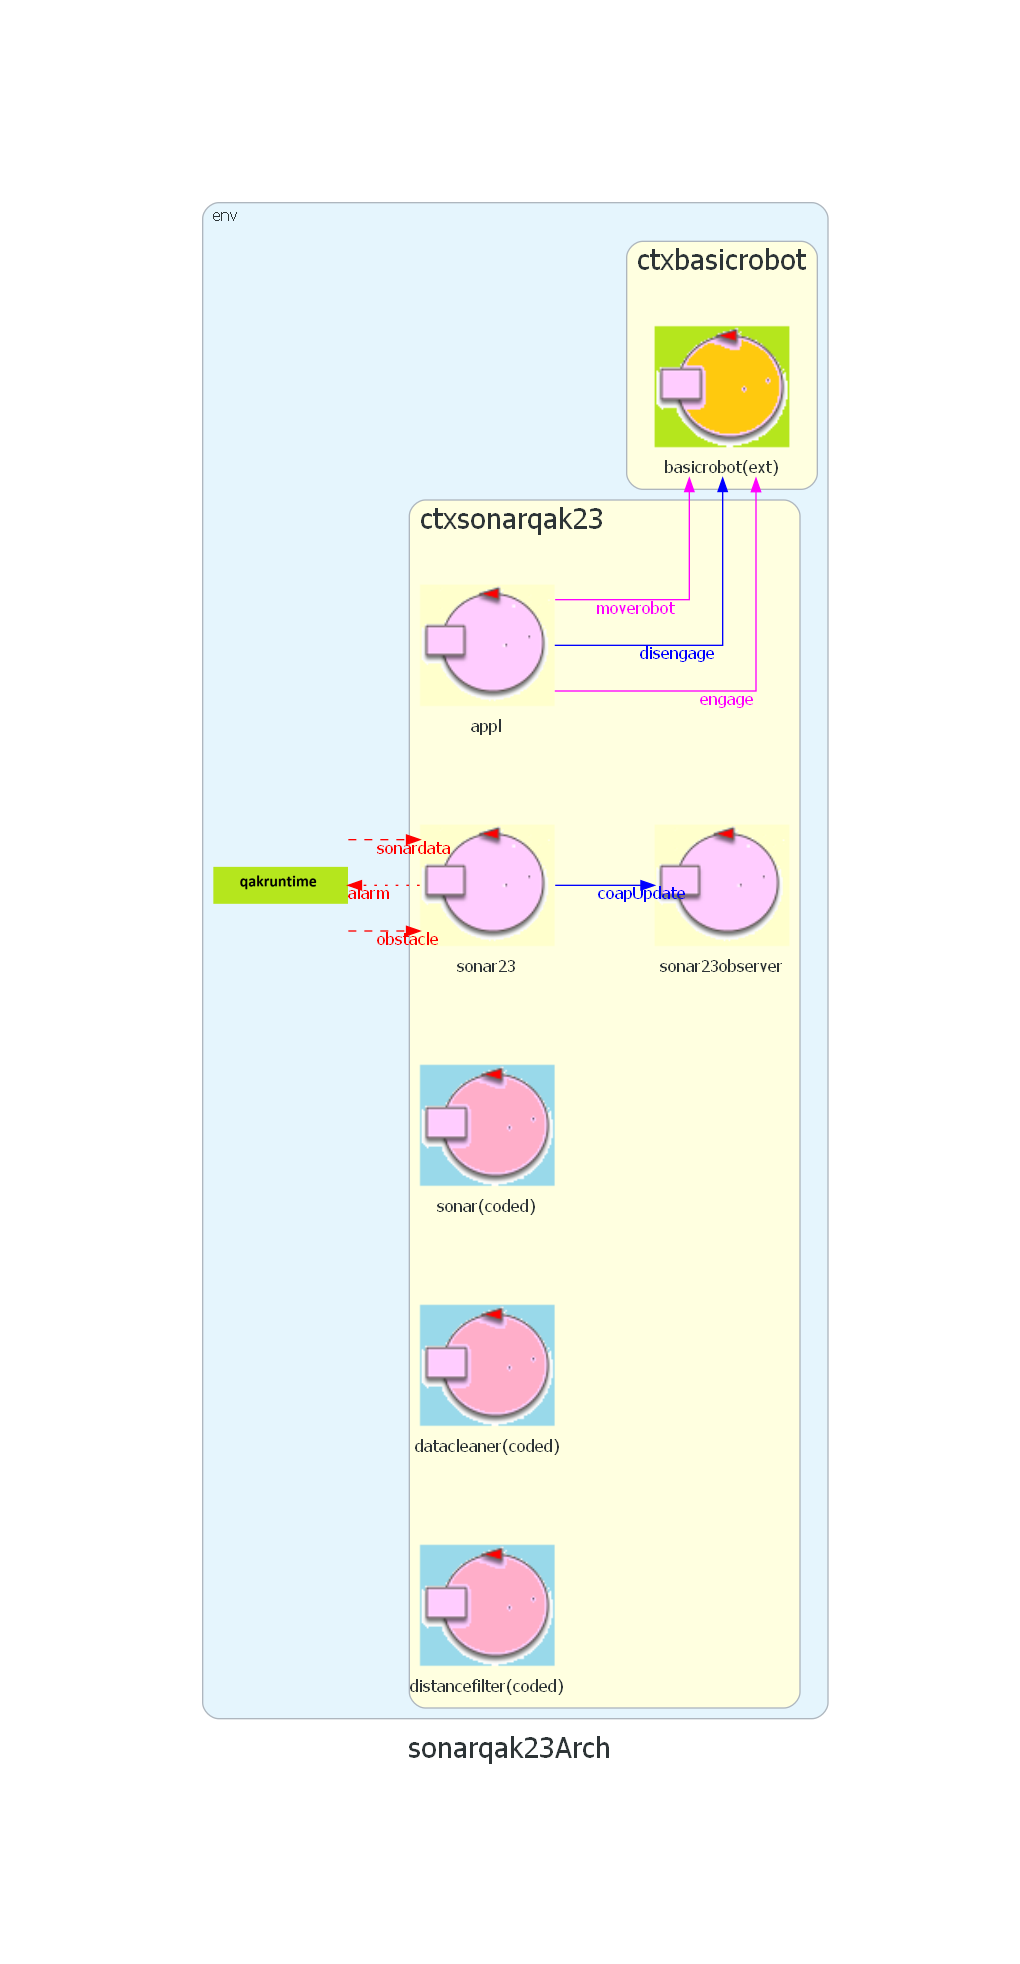 env
ctxbasicrobot
basicrobot(ext)
ctxsonarqak23
moverobot
disengage
engage
appl
sonardata
qakruntime
alarm
coapUpdate
obstacle
sonar23
sonar23observer
sonar(coded)
datacleaner(coded)
distancefilter(coded)
sonarqak23Arch